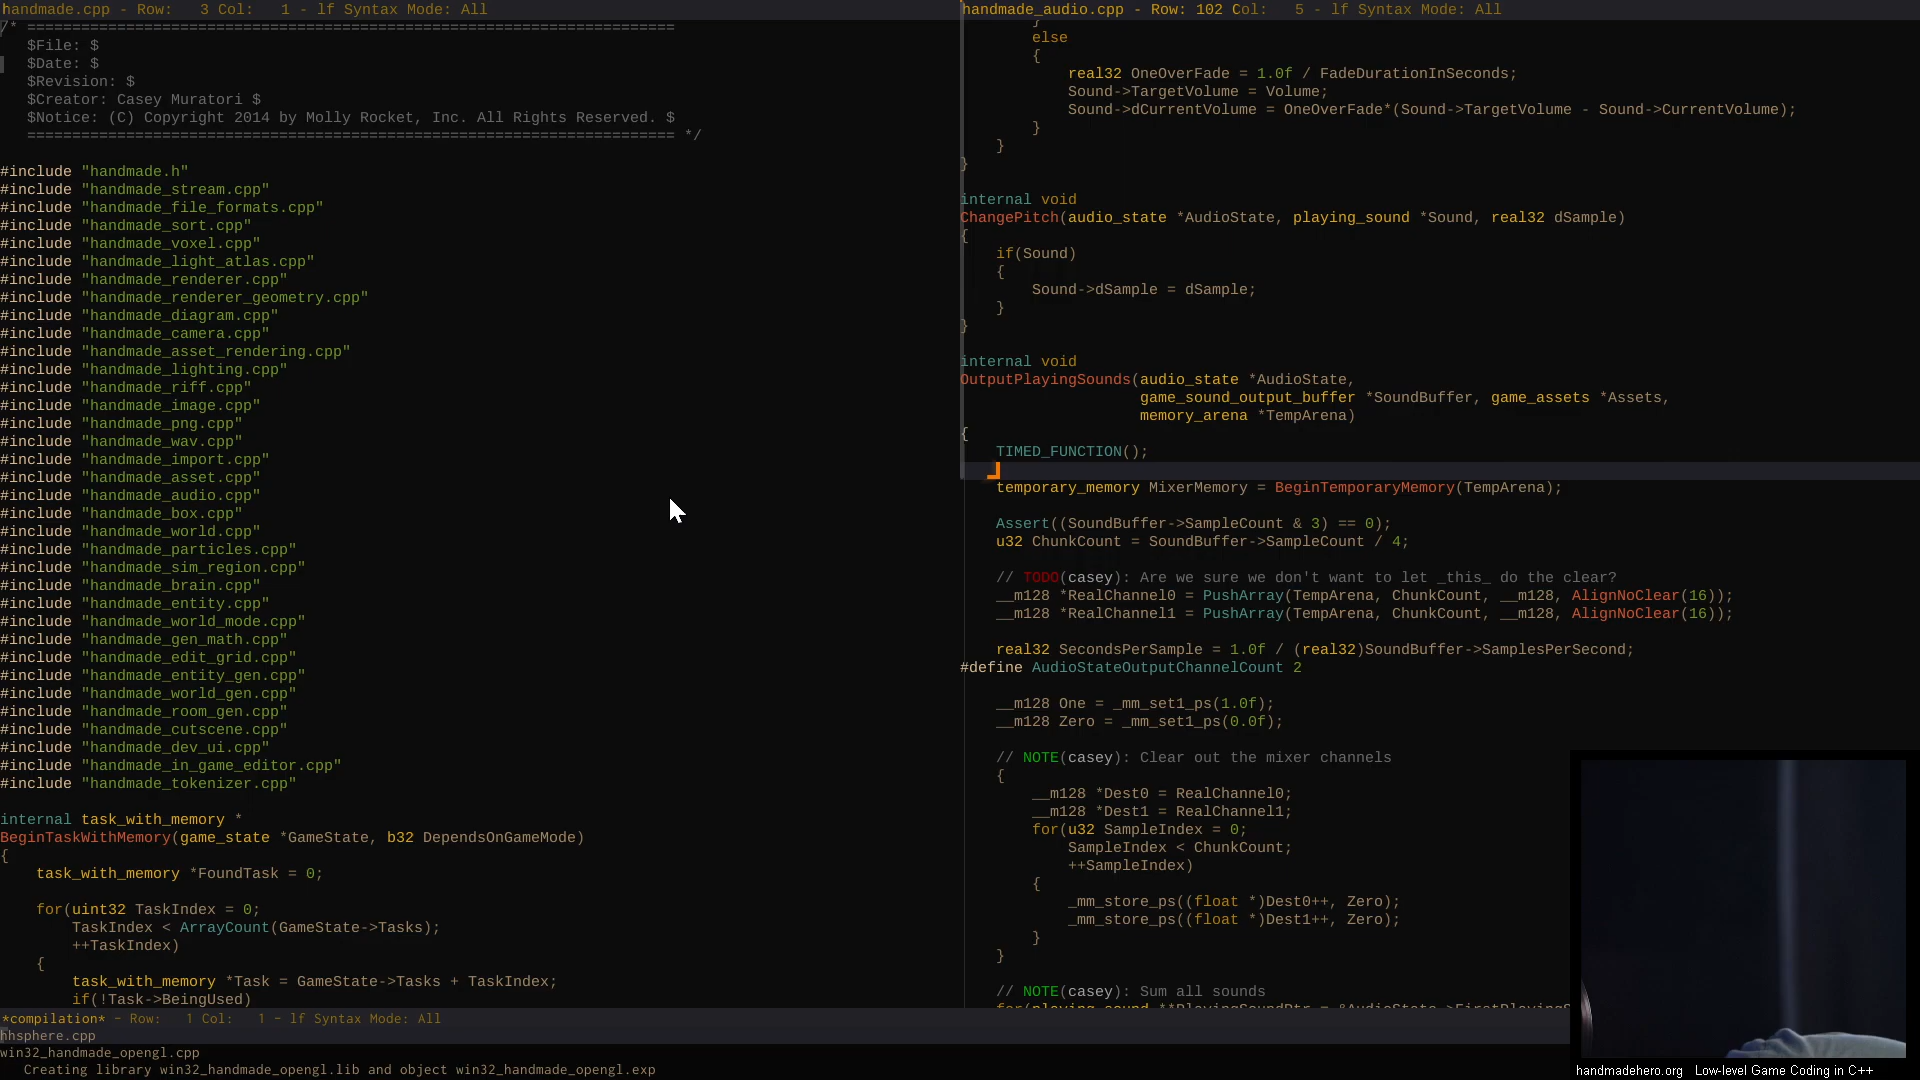 handmade.cpp - Row:   3 Col:   1 - lf Syntax Mode: All
/* ========================================================================
   $File: $
   $Date: $
   $Revision: $
   $Creator: Casey Muratori $
   $Notice: (C) Copyright 2014 by Molly Rocket, Inc. All Rights Reserved. $
   ======================================================================== */
#include "handmade.h"
#include "handmade_stream.cpp"
#include "handmade_file_formats.cpp"
#include "handmade_sort.cpp"
#include "handmade_voxel.cpp"
#include "handmade_light_atlas.cpp"
#include "handmade_renderer.cpp"
#include "handmade_renderer_geometry.cpp"
#include "handmade_diagram.cpp"
#include "handmade_camera.cpp"
#include "handmade_asset_rendering.cpp"
#include "handmade_lighting.cpp"
#include "handmade_riff.cpp"
#include "handmade_image.cpp"
#include "handmade_png.cpp"
#include "handmade_wav.cpp"
#include "handmade_import.cpp"
#include "handmade_asset.cpp"
#include "handmade_audio.cpp"
#include "handmade_box.cpp"
#include "handmade_world.cpp"
#include "handmade_particles.cpp"
#include "handmade_sim_region.cpp"
#include "handmade_brain.cpp"
#include "handmade_entity.cpp"
#include "handmade_world_mode.cpp"
#include "handmade_gen_math.cpp"
#include "handmade_edit_grid.cpp"
#include "handmade_entity_gen.cpp"
#include "handmade_world_gen.cpp"
#include "handmade_room_gen.cpp"
#include "handmade_cutscene.cpp"
#include "handmade_dev_ui.cpp"
#include "handmade_in_game_editor.cpp"
#include "handmade_tokenizer.cpp"
internal task_with_memory *
BeginTaskWithMemory(game_state *GameState, b32 DependsOnGameMode)
{
    task_with_memory *FoundTask = 0;
    for(uint32 TaskIndex = 0;
        TaskIndex < ArrayCount(GameState->Tasks);
        ++TaskIndex)
    {
        task_with_memory *Task = GameState->Tasks + TaskIndex;
        if(!Task->BeingUsed)
*compilation* - Row:   1 Col:   1 - lf Syntax Mode: All
hhsphere.cpp
win32_handmade_opengl.cpp
   Creating library win32_handmade_opengl.lib and object win32_handmade_opengl.exp
handmade_audio.cpp - Row: 102 Col:   5 - lf Syntax Mode: All
        }
        else
        {
            real32 OneOverFade = 1.0f / FadeDurationInSeconds;
            Sound->TargetVolume = Volume;
            Sound->dCurrentVolume = OneOverFade*(Sound->TargetVolume - Sound->CurrentVolume);
        }
    }
}
internal void
ChangePitch(audio_state *AudioState, playing_sound *Sound, real32 dSample)
{
    if(Sound)
    {
        Sound->dSample = dSample;
    }
}
internal void
OutputPlayingSounds(audio_state *AudioState,
                    game_sound_output_buffer *SoundBuffer, game_assets *Assets,
                    memory_arena *TempArena)
{
    TIMED_FUNCTION();
    temporary_memory MixerMemory = BeginTemporaryMemory(TempArena);
    Assert((SoundBuffer->SampleCount & 3) == 0);
    u32 ChunkCount = SoundBuffer->SampleCount / 4;
    // TODO(casey): Are we sure we don't want to let _this_ do the clear?
    __m128 *RealChannel0 = PushArray(TempArena, ChunkCount, __m128, AlignNoClear(16));
    __m128 *RealChannel1 = PushArray(TempArena, ChunkCount, __m128, AlignNoClear(16));
    real32 SecondsPerSample = 1.0f / (real32)SoundBuffer->SamplesPerSecond;
#define AudioStateOutputChannelCount 2
    __m128 One = _mm_set1_ps(1.0f);
    __m128 Zero = _mm_set1_ps(0.0f);
    // NOTE(casey): Clear out the mixer channels
    {
        __m128 *Dest0 = RealChannel0;
        __m128 *Dest1 = RealChannel1;
        for(u32 SampleIndex = 0;
            SampleIndex < ChunkCount;
            ++SampleIndex)
        {
            _mm_store_ps((float *)Dest0++, Zero);
            _mm_store_ps((float *)Dest1++, Zero);
        }
    }
    // NOTE(casey): Sum all sounds
handmadehero.org   Low-level Game Coding in C++